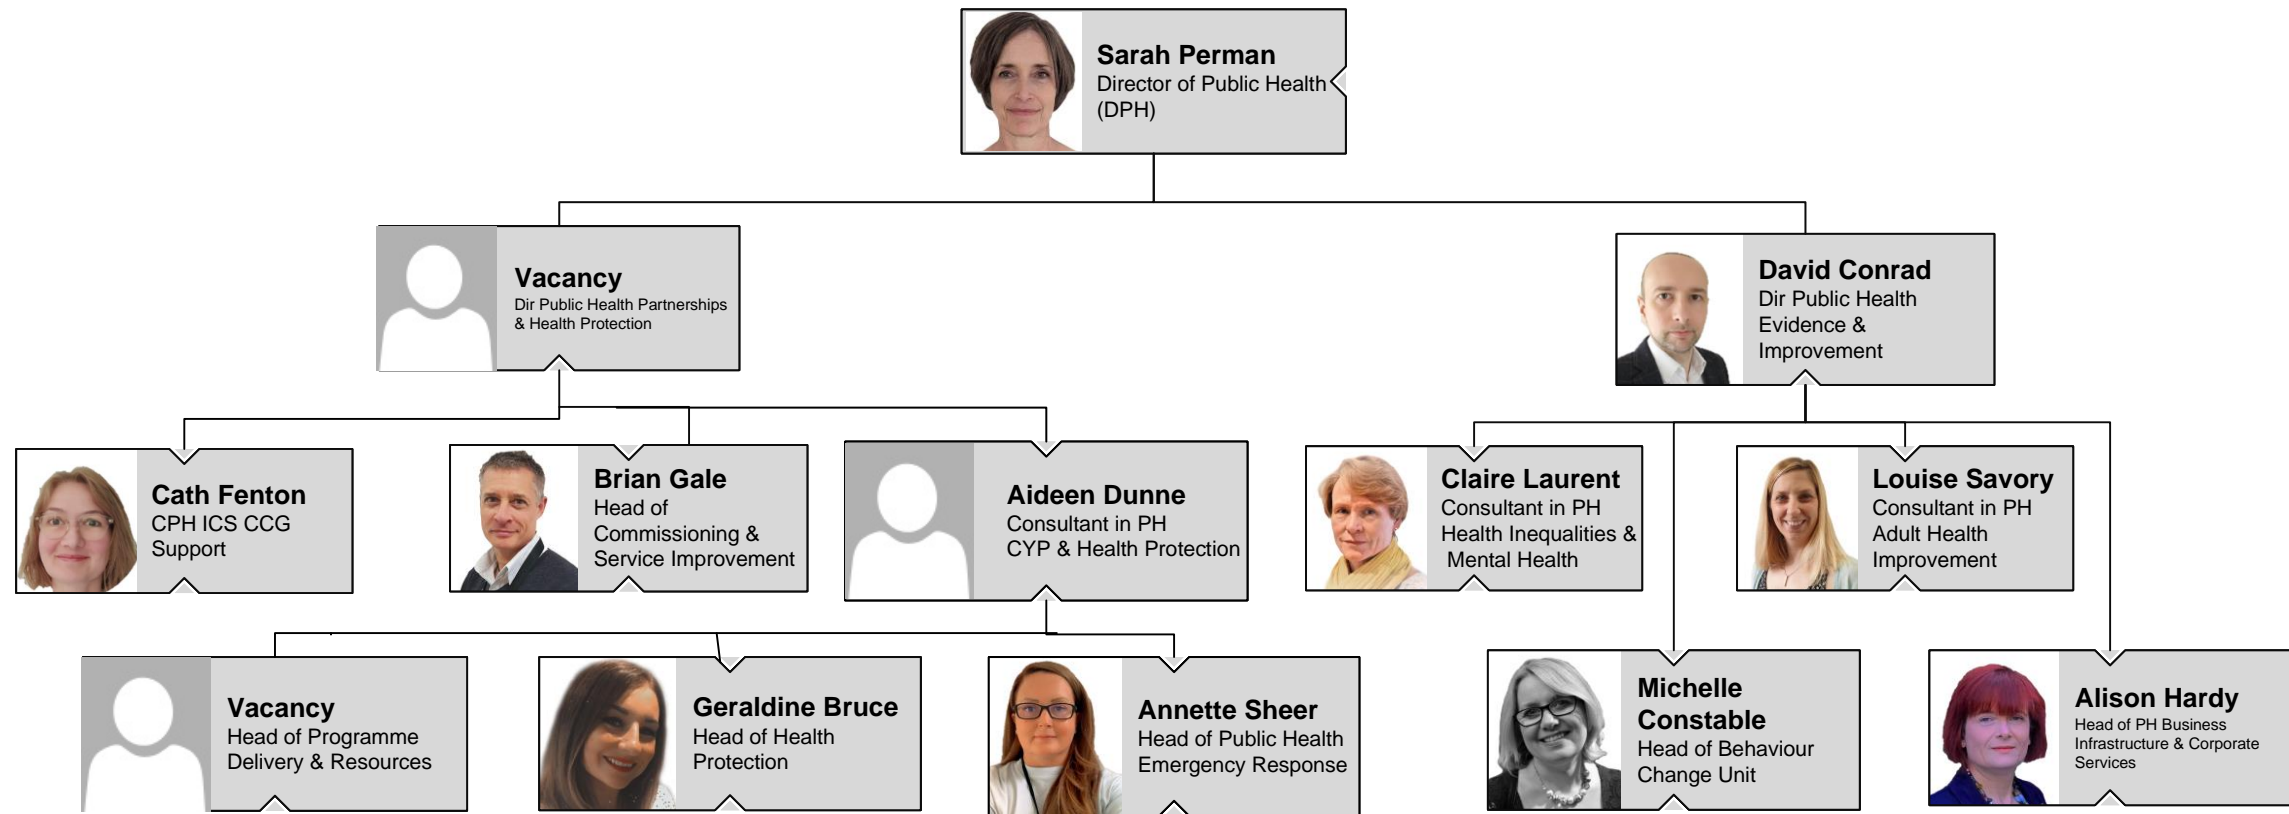 Sarah Perman
Director of Public Health
(DPH)
Vacancy
Dir Public Health Partnerships
& Health Protection
David Conrad
Dir Public Health
Evidence &
Improvement
Cath Fenton
CPH ICS CCG
Support
Brian Gale
Head of
Commissioning &
Service Improvement
Aideen Dunne
Consultant in PH
CYP & Health Protection
Claire Laurent
Consultant in PH
Health Inequalities &
Mental Health
Louise Savory
Consultant in PH
Adult Health
Improvement
Vacancy
Head of Programme
Delivery & Resources
Geraldine Bruce
Head of Health
Protection
Annette Sheer
Head of Public Health
Emergency Response
Michelle
Constable
Head of Behaviour
Change Unit
Alison Hardy
Head of PH Business
Infrastructure & Corporate
Services